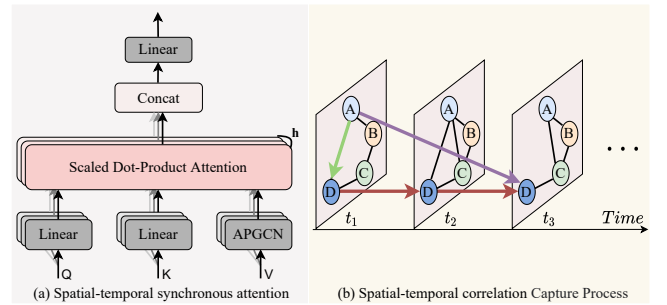 Linear
Concat
h
Scaled Dot-Product Attention
Linear
Linear
APGCN
Q
K
V
(a) Spatial-temporal synchronous attention
A
B
C
D
A
B
C
D
A
B
C
D
...
t1
t2
t3
Time
(b) Spatial-temporal correlation Capture Process